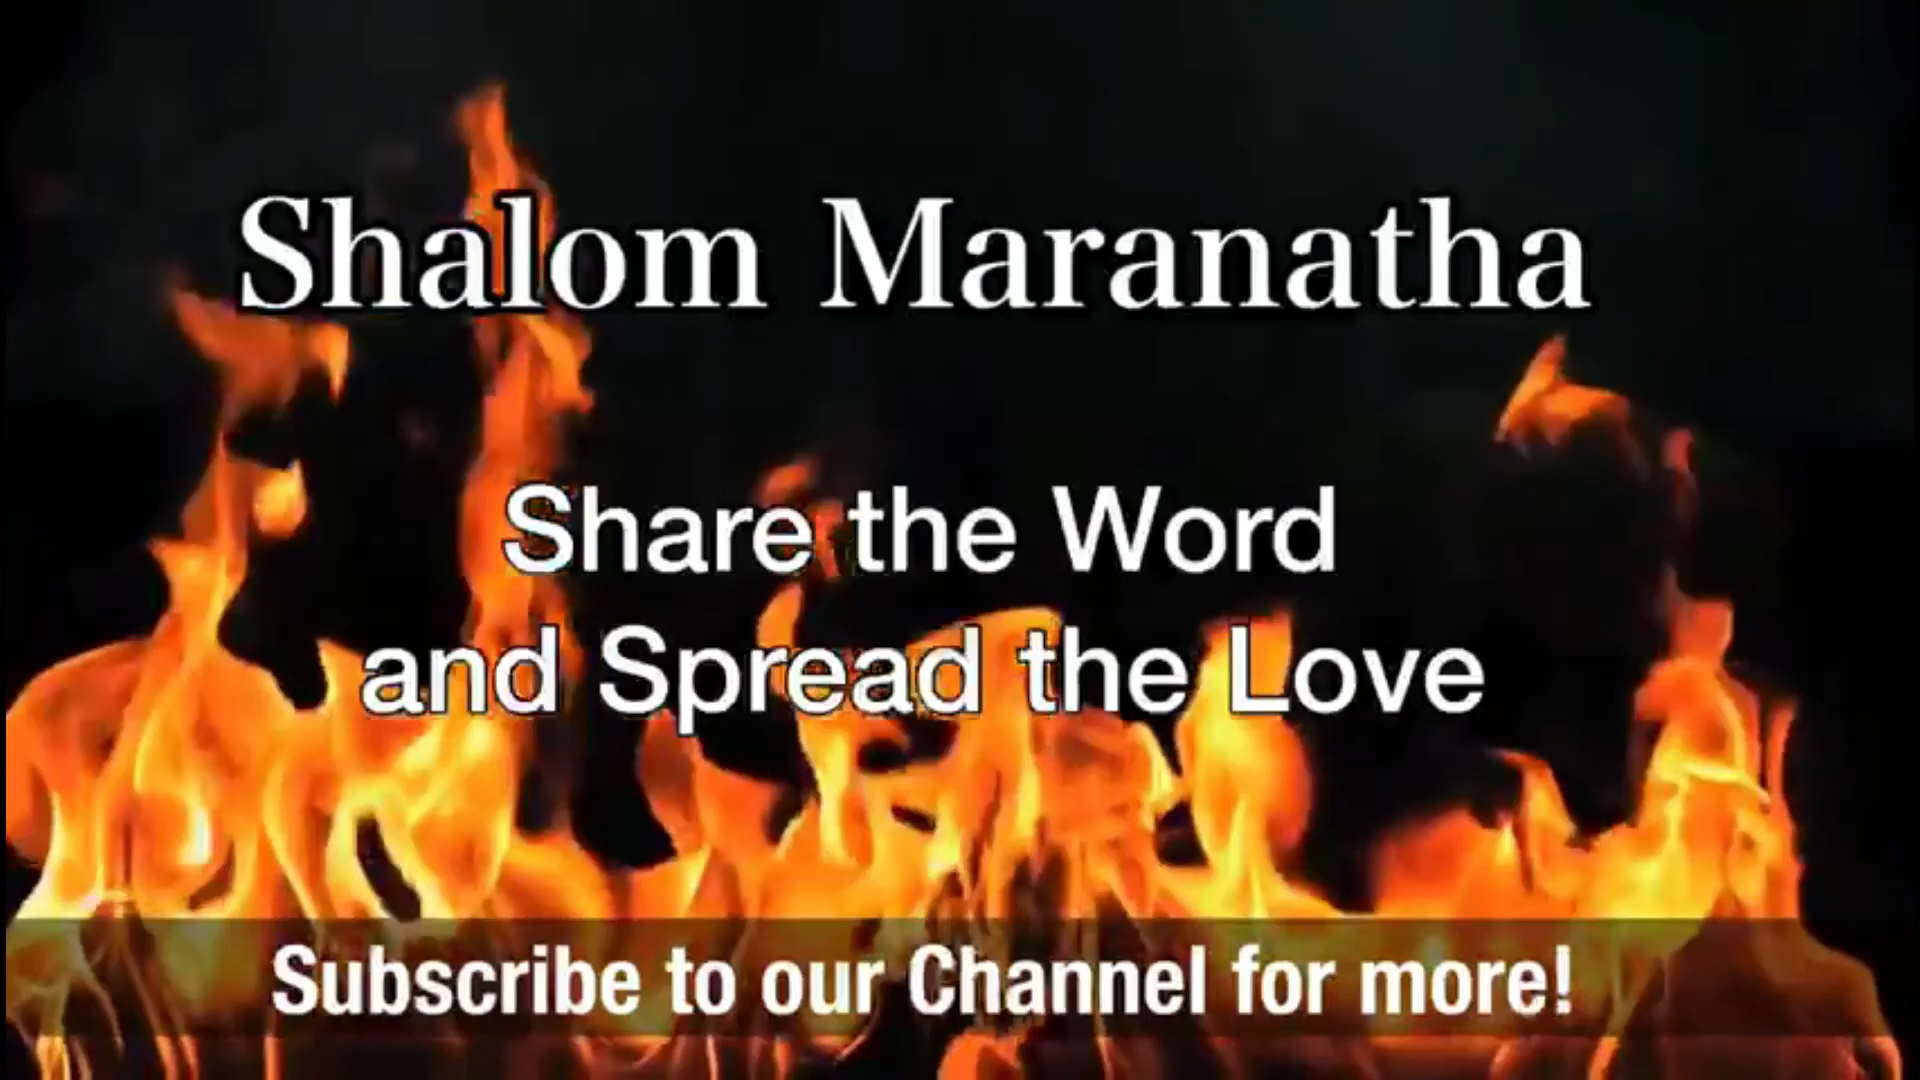 Shalom Maranatha
Share the Word
and Spread the Love
Subscribe to our Channel for more!